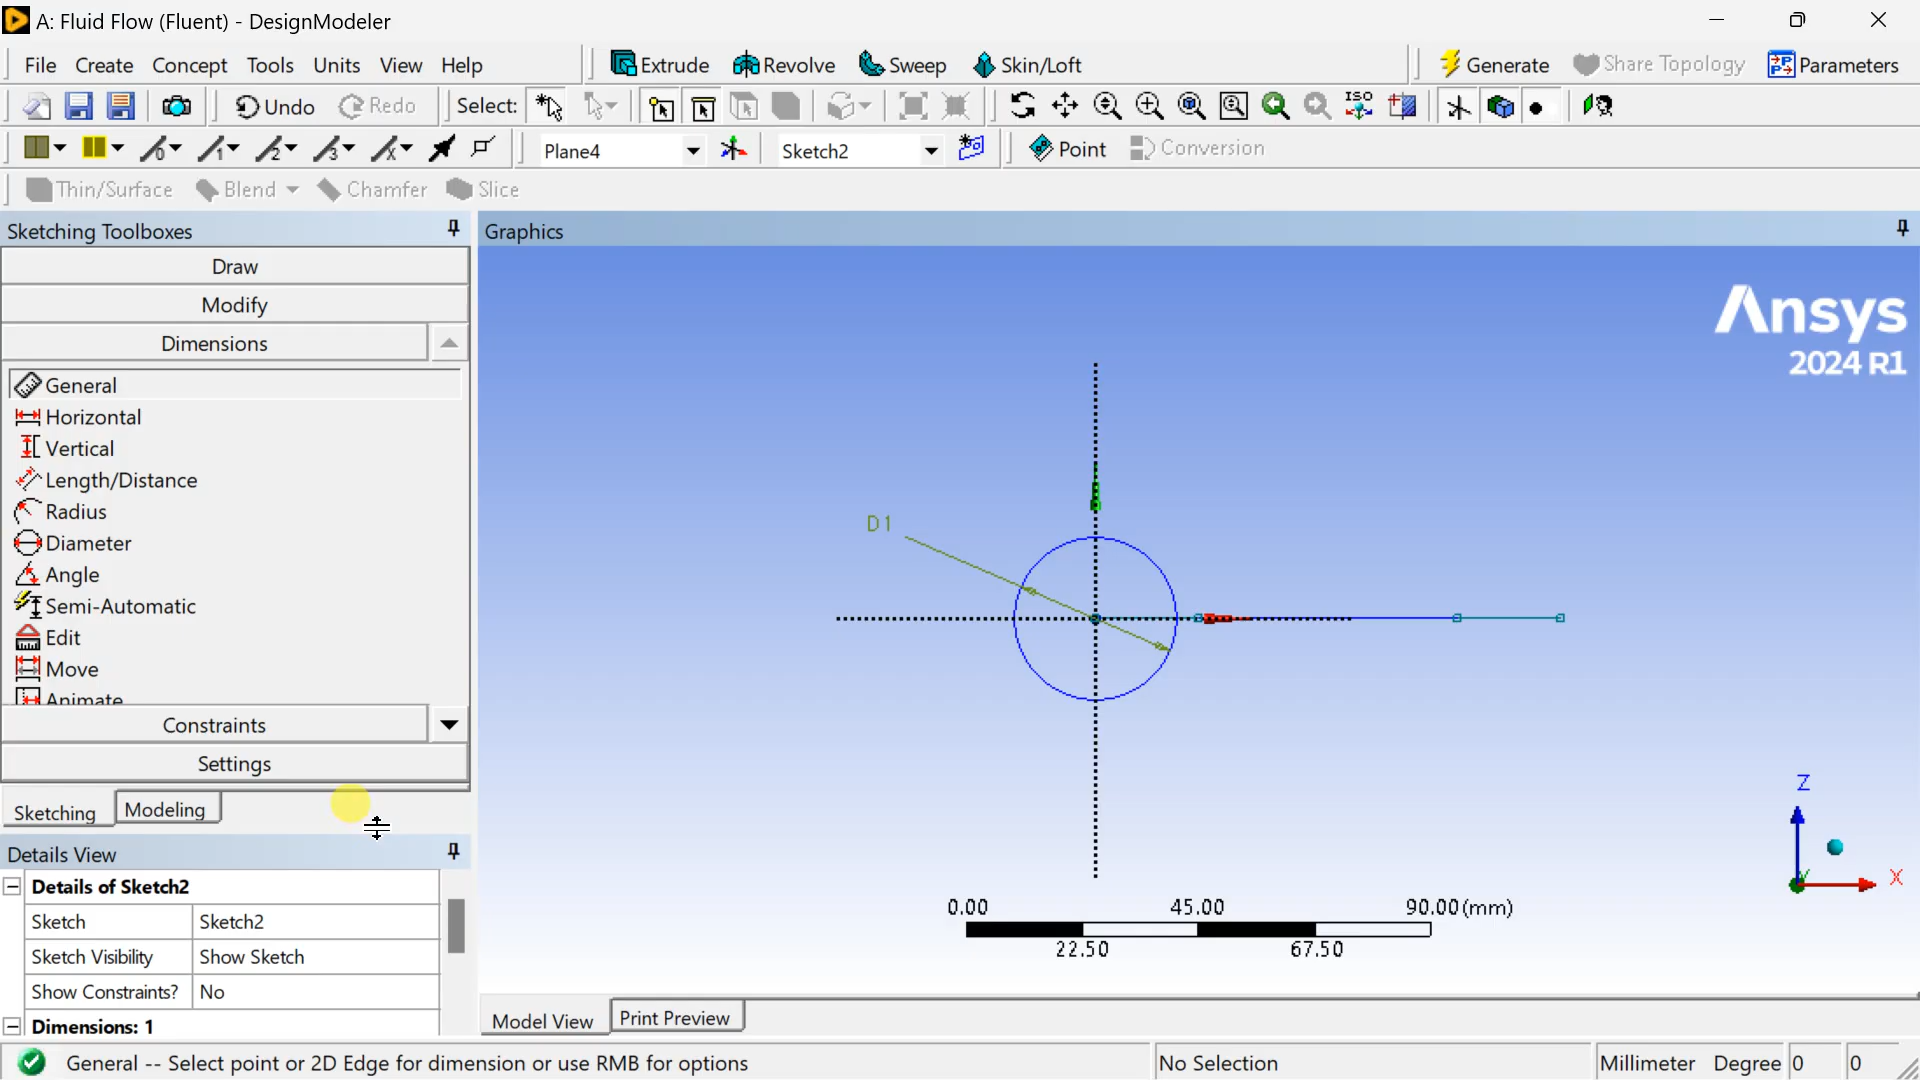 A: Fluid Flow (Fluent) - DesignModeler
File Create Concept Tools Units View Help
Extrude Revolve Sweep Skin/Loft
Generate Share Topology Parameters
Undo Redo Select: ISO
Plane4 Sketch2 Point Conversion
Thin/Surface Blend Chamfer Slice
Sketching Toolboxes
Draw
Modify
Dimensions
General
Horizontal
Vertical
Length/Distance
Radius
Diameter
Angle
Semi-Automatic
Edit
Move
Animate
Constraints
Settings
Sketching Modeling
Details View
Details of Sketch2
Sketch Sketch2
Sketch Visibility Show Sketch
Show Constraints? No
Dimensions: 1
Graphics
Ansys
2024 R1
D1
Z
Y X
0.00 45.00 90.00(mm)
22.50 67.50
Model View Print Preview
General -- Select point or 2D Edge for dimension or use RMB for options
No Selection
Millimeter Degree 0 0